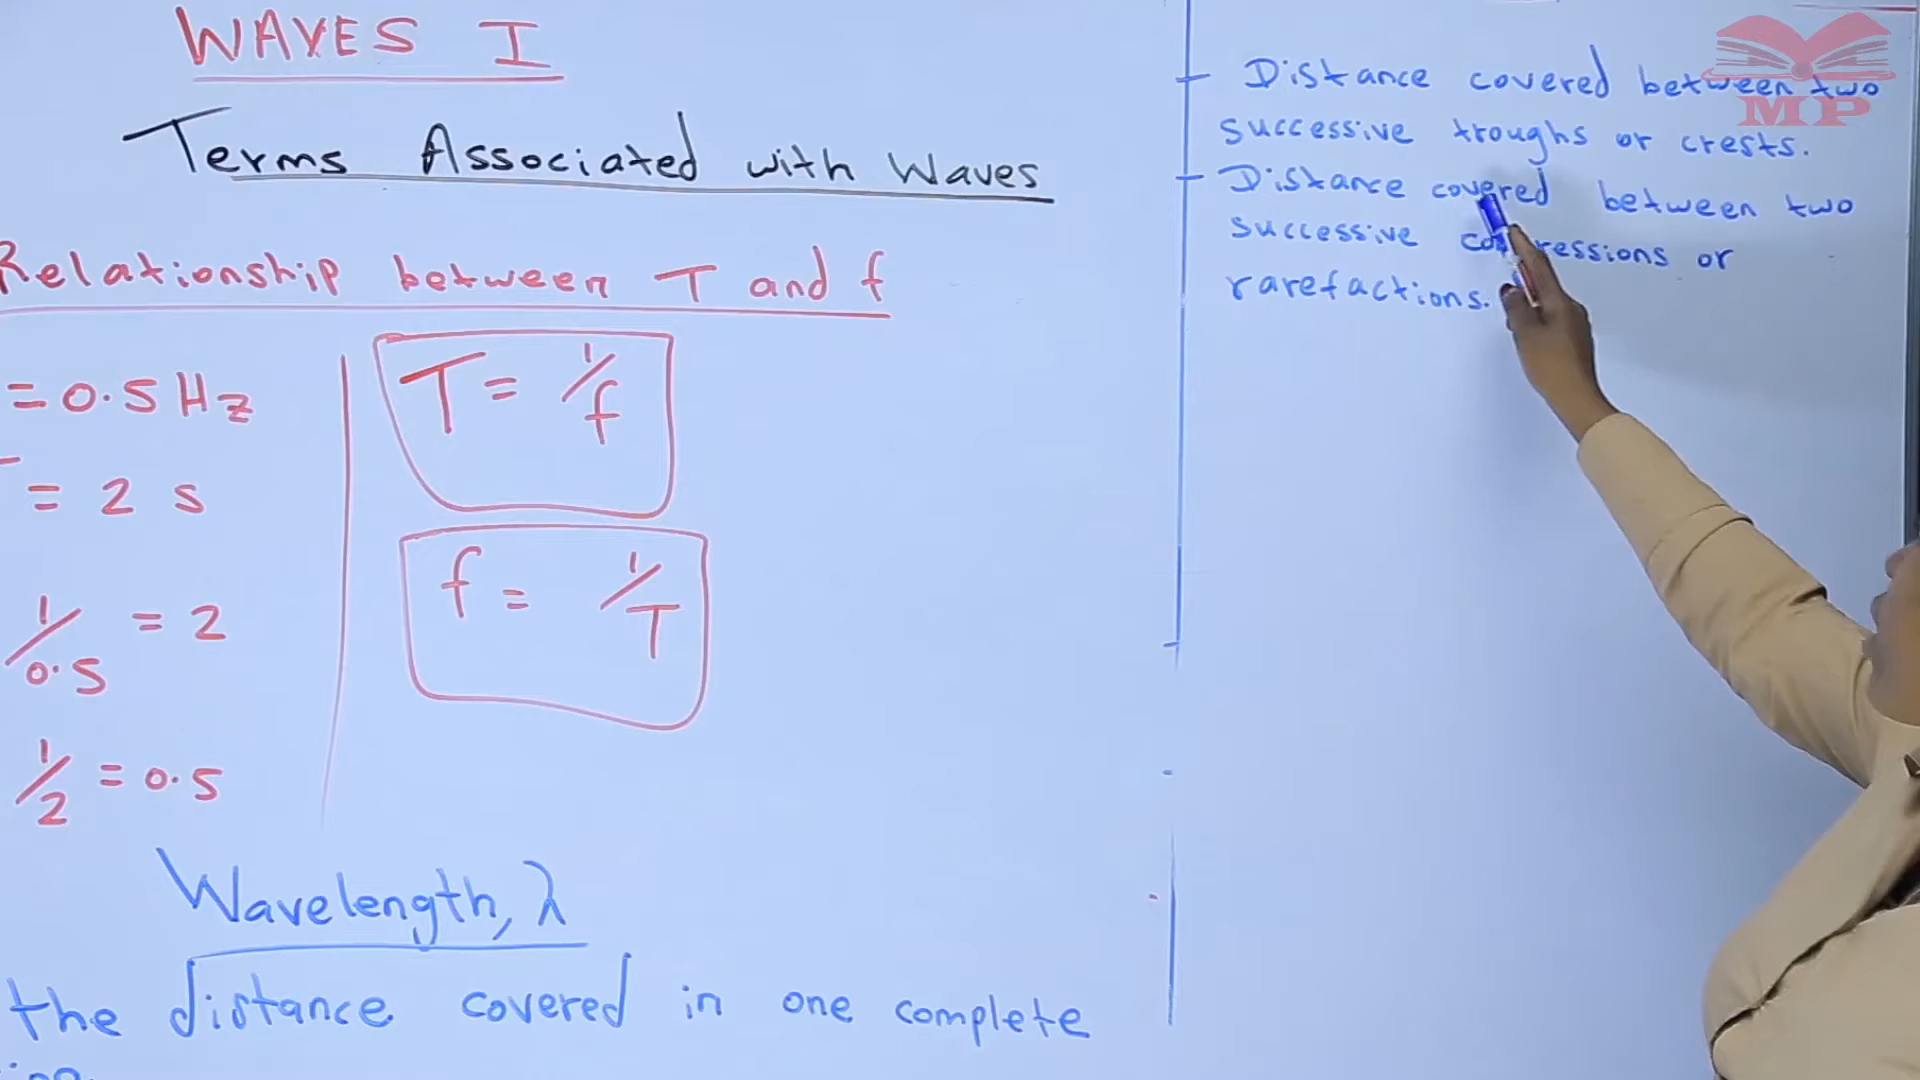 WAVES I
Terms Associated with Waves
Relationship between T and f
= 0.5 Hz
= 2 s
1/0.5 = 2
1/2 = 0.5
T = 1/f
f = 1/T
Wavelength, λ
the distance covered in one complete
- Distance covered between two
successive troughs or crests.
- Distance covered between two
successive compressions or
rarefactions.
MP